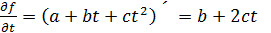 ∂f/∂t = (a + bt + ct²)´ = b + 2ct